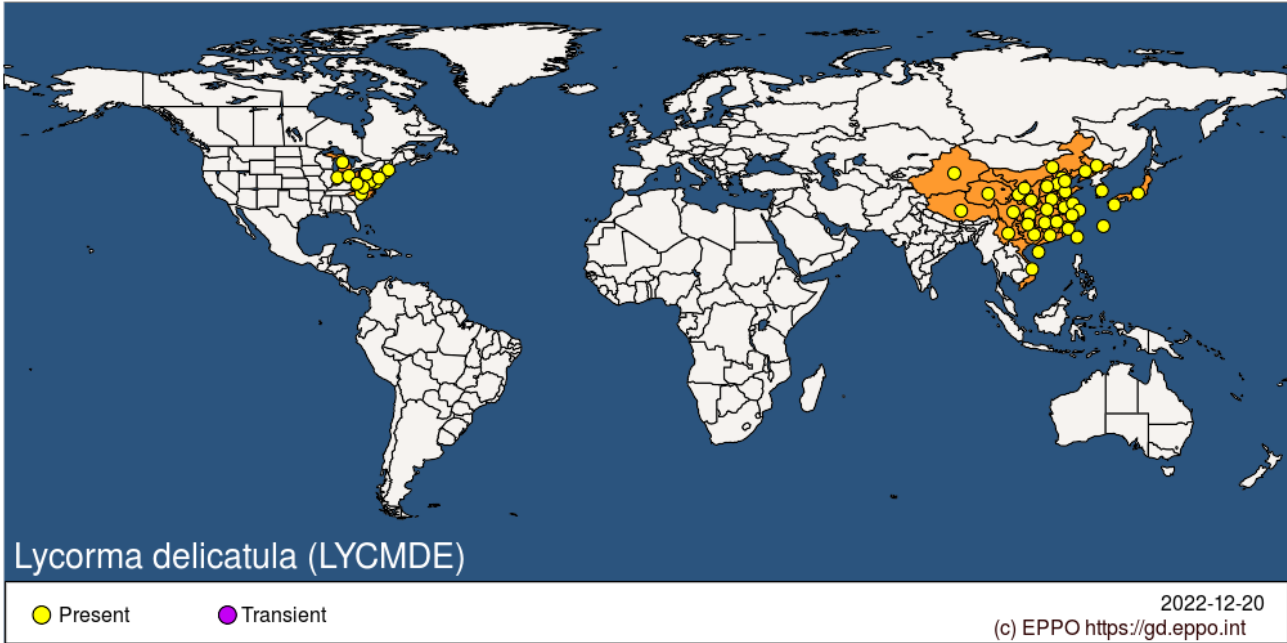 Lycorma delicatula (LYCMDE)
Present
Transient
2022-12-20
(c) EPPO https://gd.eppo.int